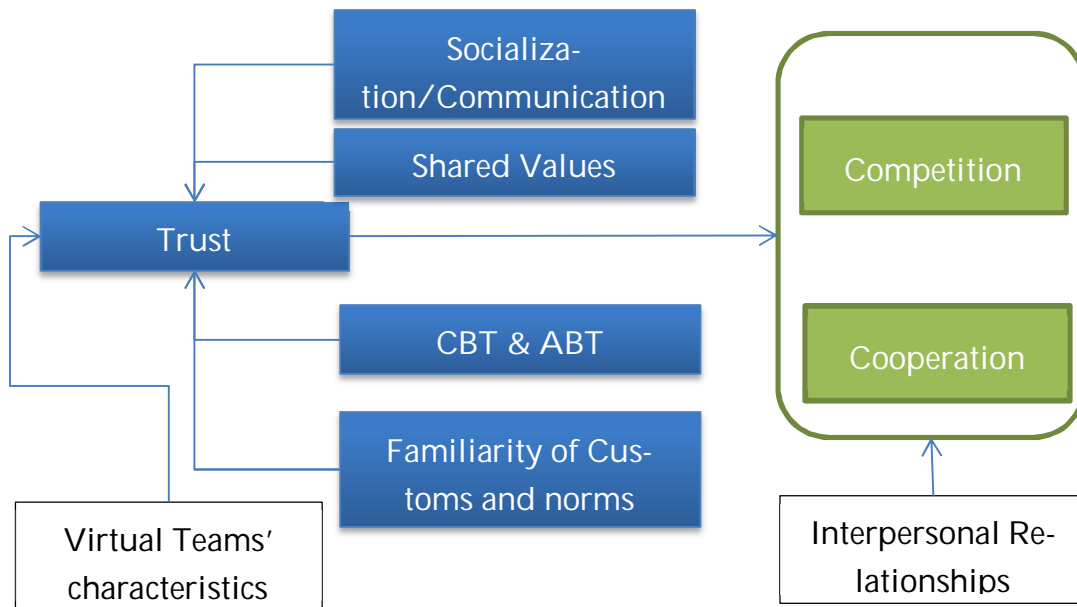 Socializa-
tion/Communication
Shared Values
Competition
Trust
CBT & ABT
Cooperation
Familiarity of Cus-
toms and norms
Virtual Teams’
characteristics
Interpersonal Re-
lationships